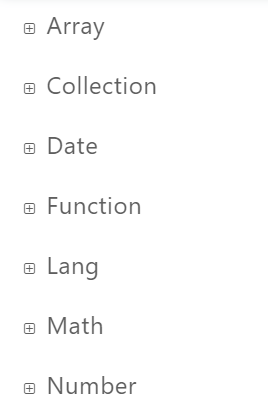 Array
Collection
Date
Function
Lang
Math
Number